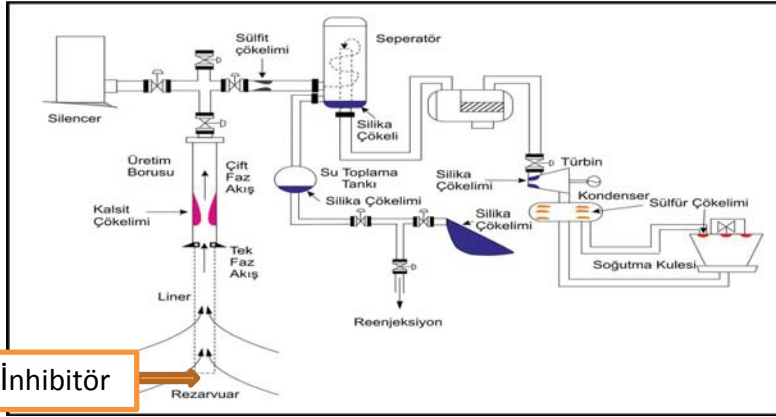 Sülfit
çökelimi
Seperatör
Silencer
Silika
Çökeli
Üretim
Borusu
Çift
Faz
Akış
Su Toplama
Tankı
Silika Çökelimi
Kalsit
Çökelimi
Tek
Faz
Akış
Liner
Silika
Çökelimi
Türbin
Silika
Çökelimi
Kondenser
Sülfür Çökelimi
Soğutma Kulesi
Reenjeksiyon
İnhibitör
Rezarvuar